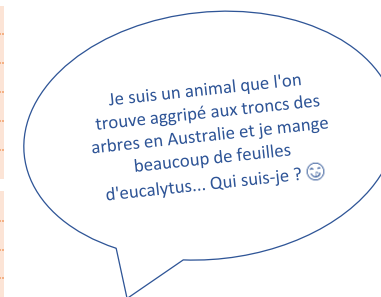 Je suis un animal que l'on
trouve aggripé aux troncs des
arbres en Australie et je mange
beaucoup de feuilles
d'eucalytus... Qui suis-je ? 😉